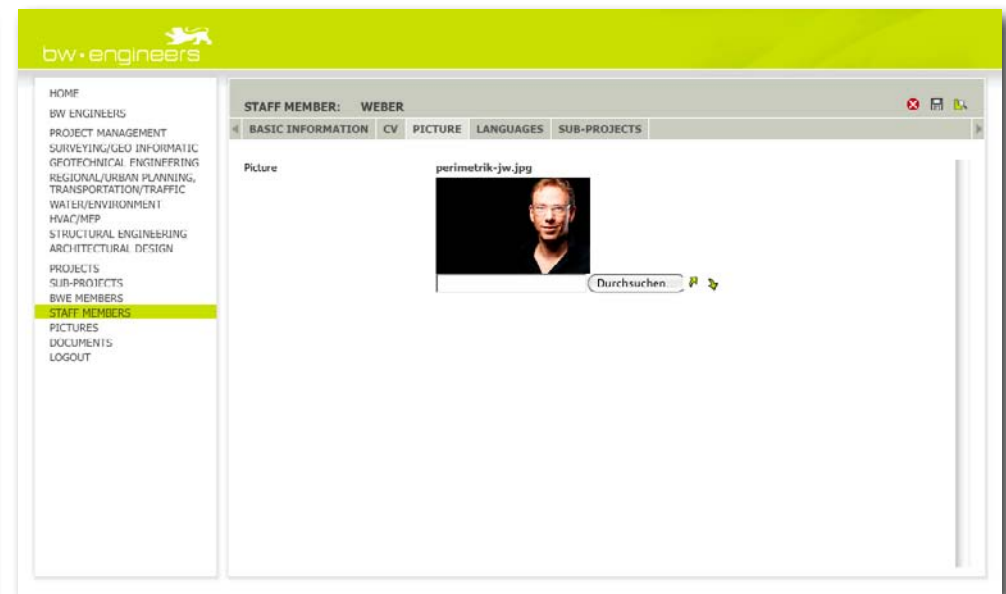 bw•engineers
HOME
BW ENGINEERS
PROJECT MANAGEMENT
SURVEYING/GEO INFORMATIC
GEOTECHNICAL ENGINEERING
REGIONAL/URBAN PLANNING,
TRANSPORTATION/TRAFFIC
WATER/ENVIRONMENT
HVAC/MEP
STRUCTURAL ENGINEERING
ARCHITECTURAL DESIGN
PROJECTS
SUB-PROJECTS
BWE MEMBERS
STAFF MEMBERS
PICTURES
DOCUMENTS
LOGOUT
STAFF MEMBER: WEBER
BASIC INFORMATION CV PICTURE LANGUAGES SUB-PROJECTS
Picture perimetrik-jw.jpg
Durchsuchen...